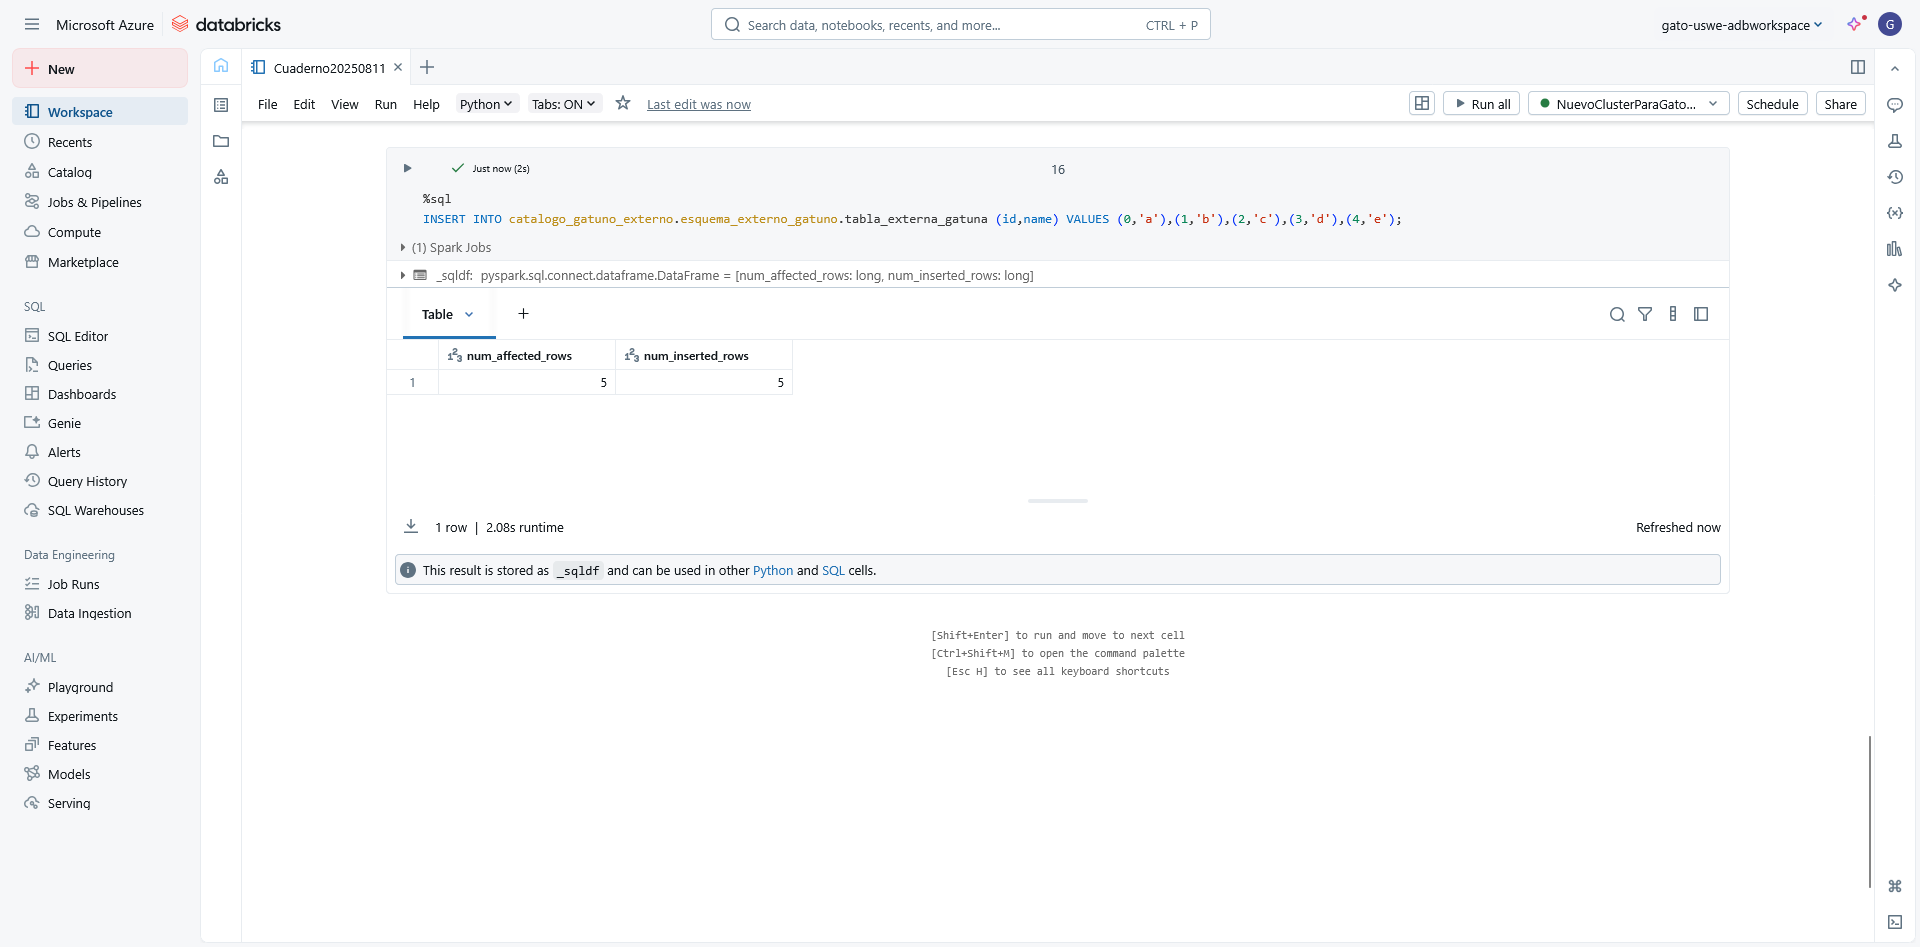 Microsoft Azure
databricks
Search data, notebooks, recents, and more...
CTRL + P
gato-uswe-adbworkspace
G
New
Workspace
Recents
Catalog
Jobs & Pipelines
Compute
Marketplace
SQL
SQL Editor
Queries
Dashboards
Genie
Alerts
Query History
SQL Warehouses
Data Engineering
Job Runs
Data Ingestion
AI/ML
Playground
Experiments
Features
Models
Serving
Cuaderno20250811
File Edit View Run Help Python Tabs: ON Last edit was now
Run all
NuevoClusterParaGato...
Schedule
Share
Just now (2s)
16
%sql
INSERT INTO catalogo_gatuno_externo.esquema_externo_gatuno.tabla_externa_gatuna (id,name) VALUES (0,'a'),(1,'b'),(2,'c'),(3,'d'),(4,'e');
(1) Spark Jobs
_sqldf: pyspark.sql.connect.dataframe.DataFrame = [num_affected_rows: long, num_inserted_rows: long]
Table
num_affected_rows num_inserted_rows
1 5 5
1 row | 2.08s runtime
Refreshed now
This result is stored as _sqldf and can be used in other Python and SQL cells.
[Shift+Enter] to run and move to next cell
[Ctrl+Shift+M] to open the command palette
[Esc H] to see all keyboard shortcuts